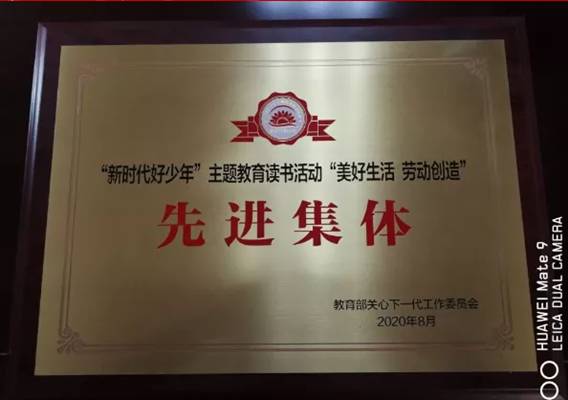 “新时代好少年”主题教育读书活动“美好生活 劳动创造”
先进集体
教育部关心下一代工作委员会
2020年8月
HUAWEI Mate 9
LEICA DUAL CAMERA